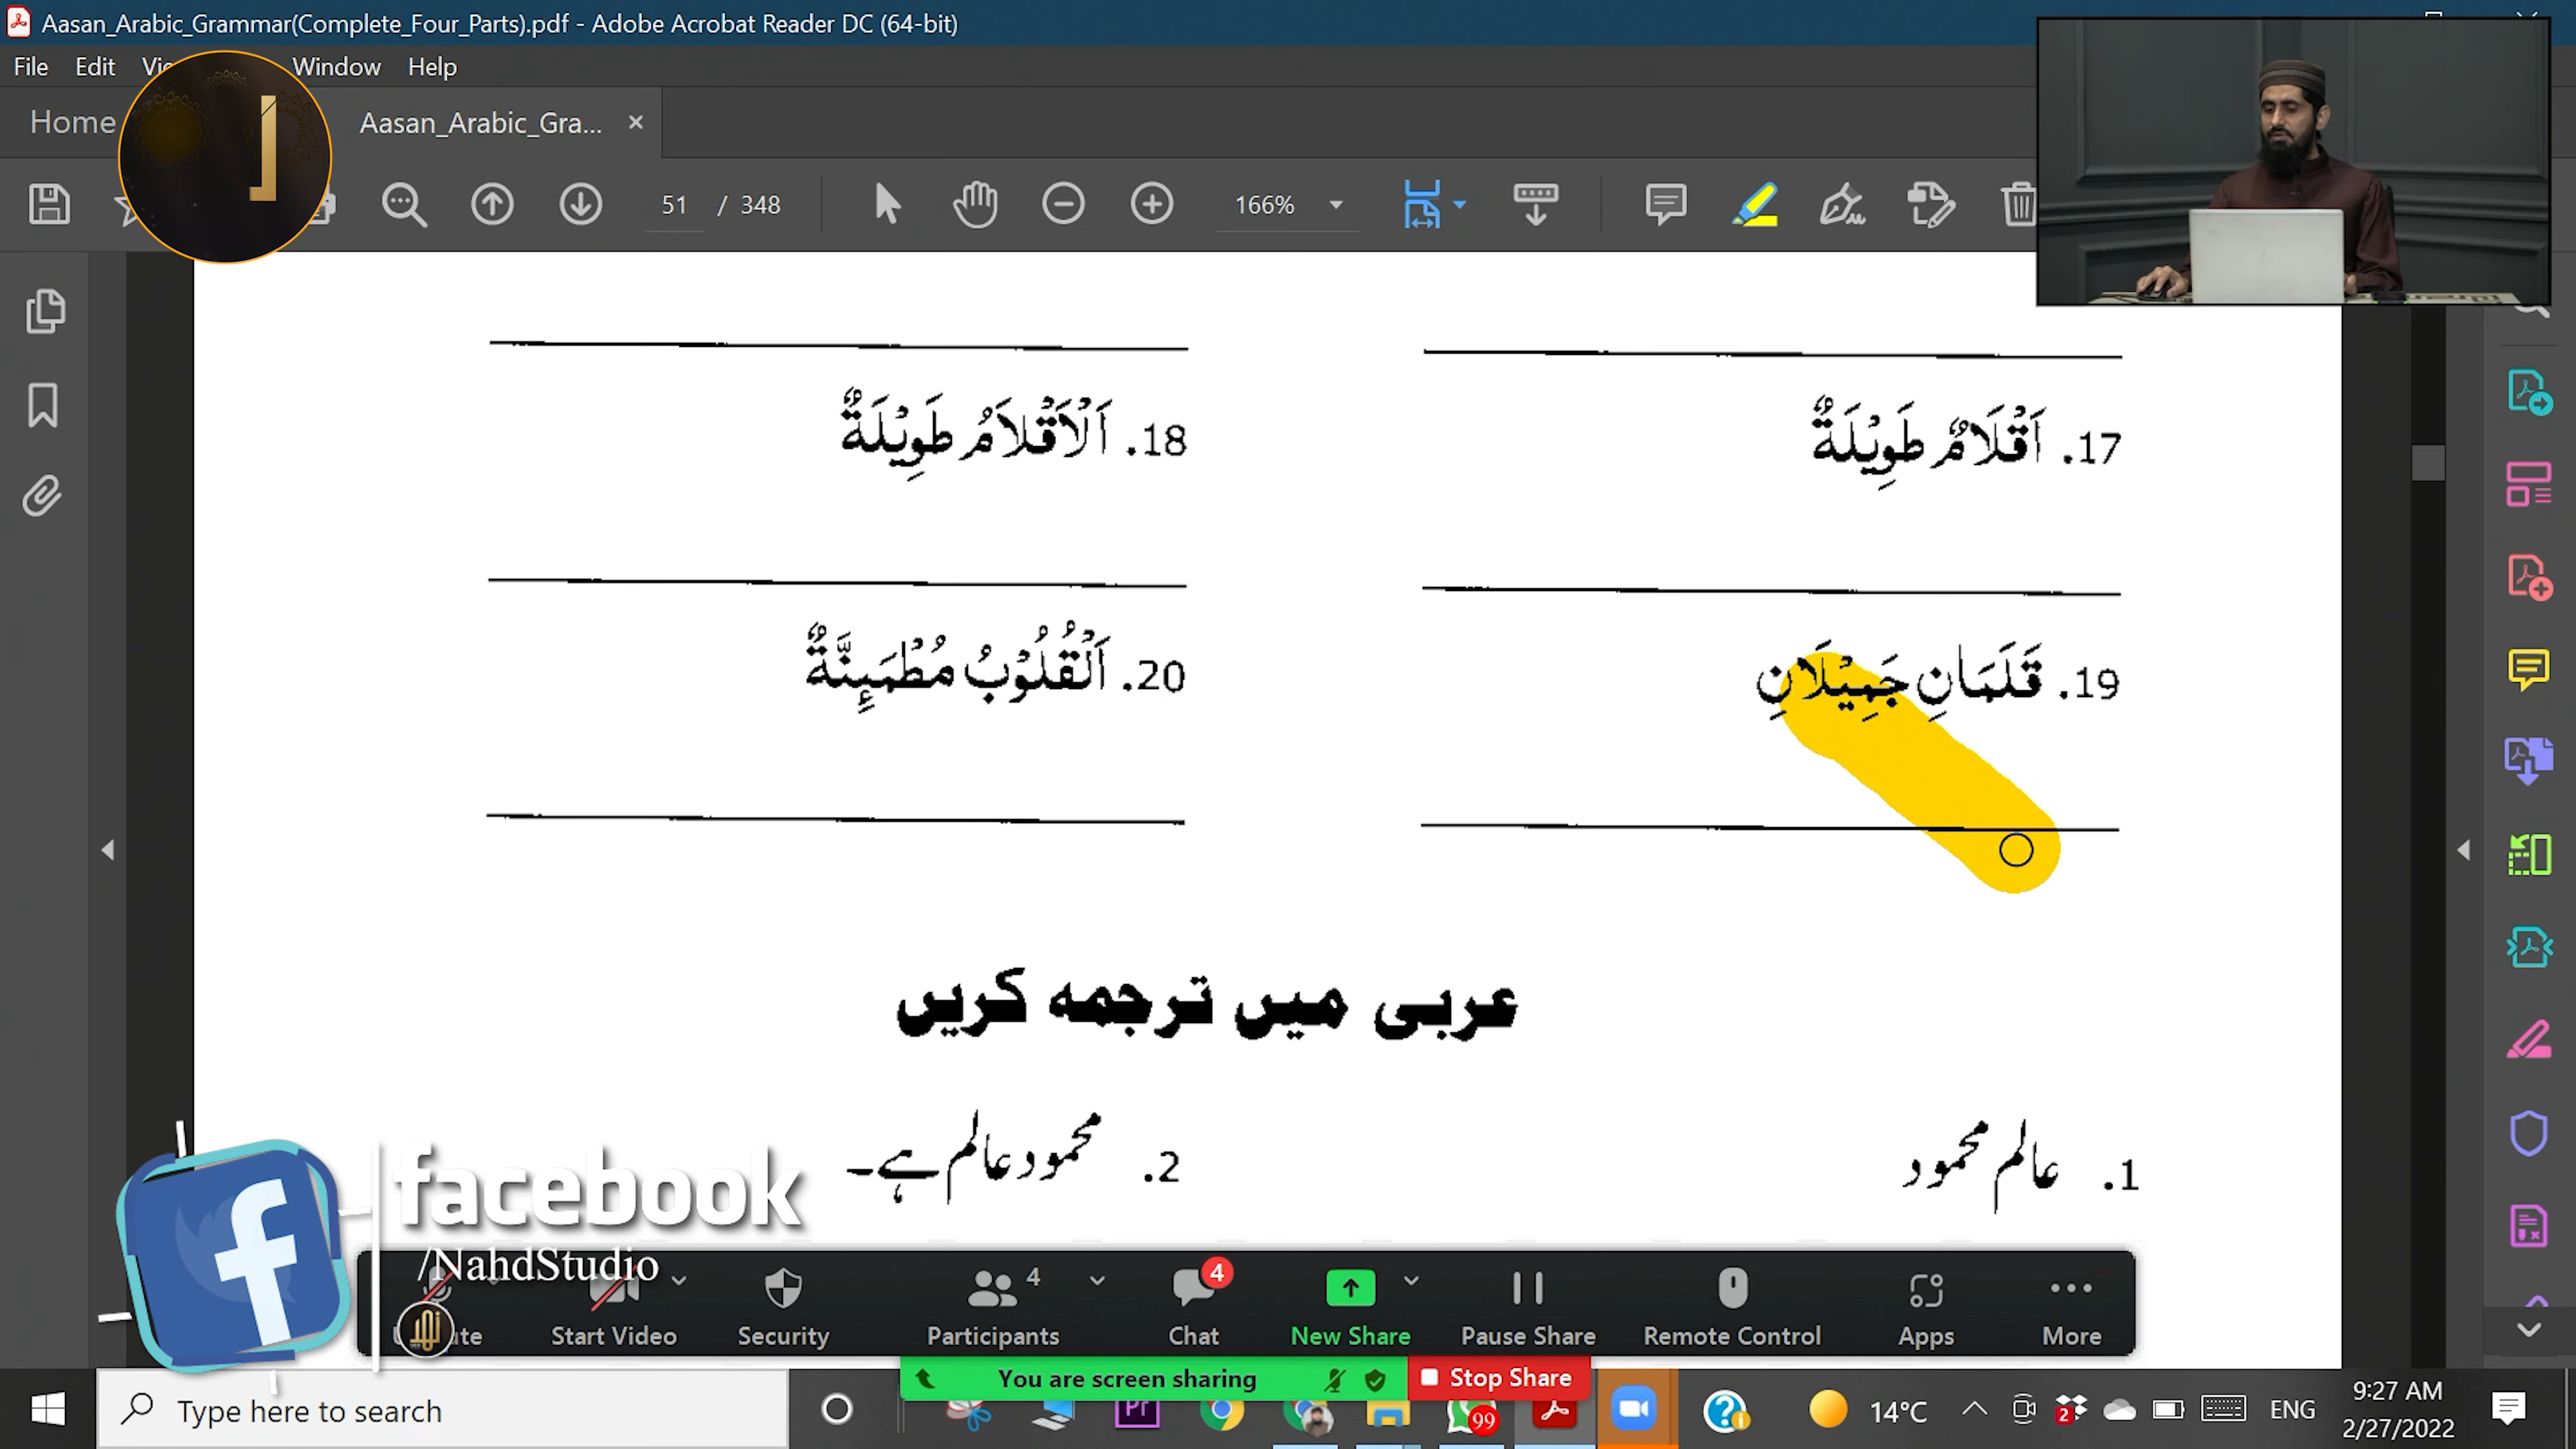 Aasan_Arabic_Grammar(Complete_Four_Parts).pdf - Adobe Acrobat Reader DC (64-bit)
File Edit Window Help
Home Aasan_Arabic_Gra... ×
51 / 348 166%
17. اَقْلَامٌ طَوِيْلَةٌ
18. اَلْاَقْلَامُ طَوِيْلَةٌ
19. قَلَمَانِ جَمِيْلَانِ
20. اَلْقُلُوْبُ مُطْمَئِنَّةٌ
عربی میں ترجمہ کریں
1. عالم محمود
2. محمود عالم ہے۔
facebook
/NahdStudio
Start Video Security Participants 4 Chat 4 New Share Pause Share Remote Control Apps More
You are screen sharing Stop Share
Type here to search
Pr 99 14°C 2 ENG
9:27 AM
2/27/2022